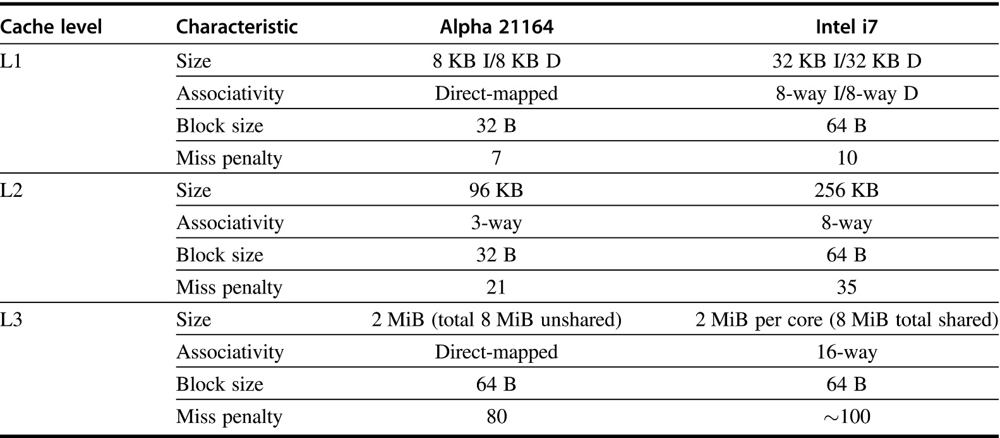 Cache level Characteristic Alpha 21164 Intel i7
L1 Size 8 KB I/8 KB D 32 KB I/32 KB D
Associativity Direct-mapped 8-way I/8-way D
Block size 32 B 64 B
Miss penalty 7 10
L2 Size 96 KB 256 KB
Associativity 3-way 8-way
Block size 32 B 64 B
Miss penalty 21 35
L3 Size 2 MiB (total 8 MiB unshared) 2 MiB per core (8 MiB total shared)
Associativity Direct-mapped 16-way
Block size 64 B 64 B
Miss penalty 80 ~100